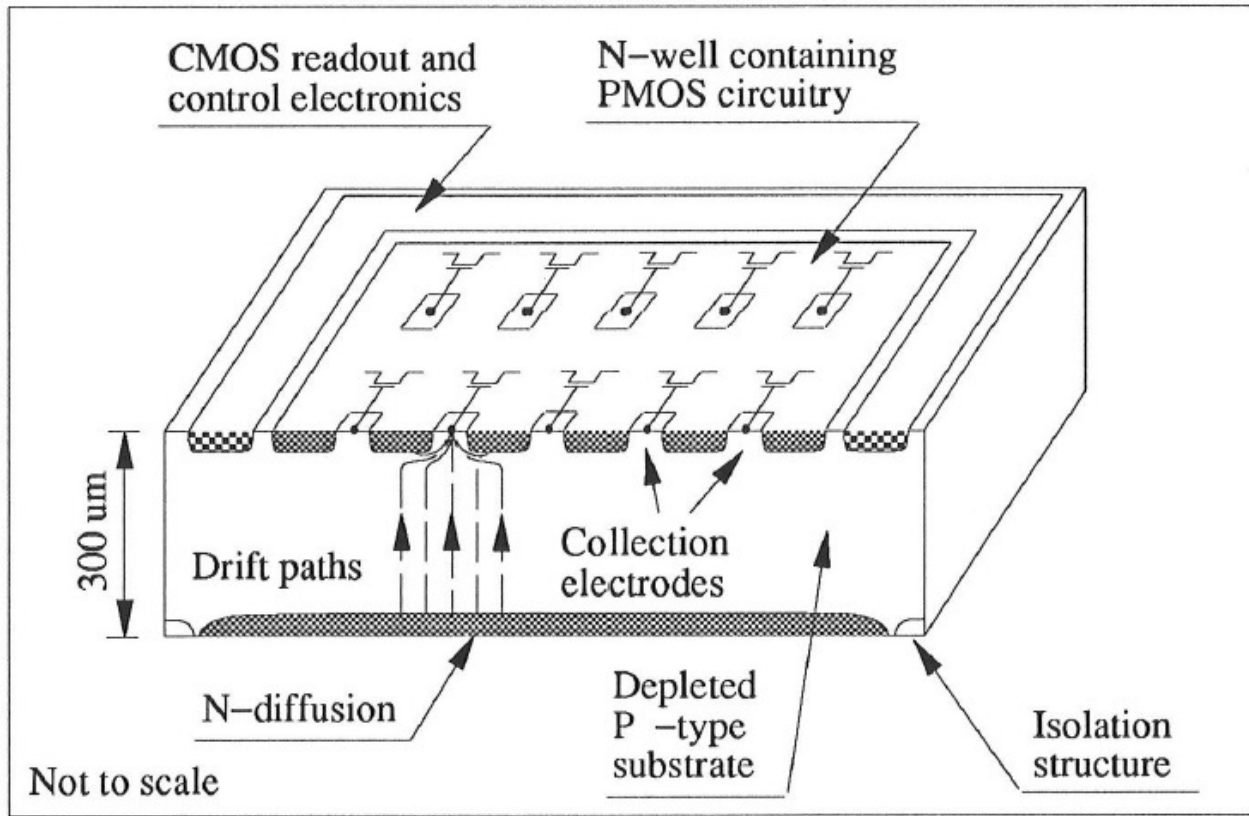 CMOS readout and
control electronics
N−well containing
PMOS circuitry
300 um
Drift paths
Collection
electrodes
N−diffusion
Depleted
P −type
substrate
Isolation
structure
Not to scale